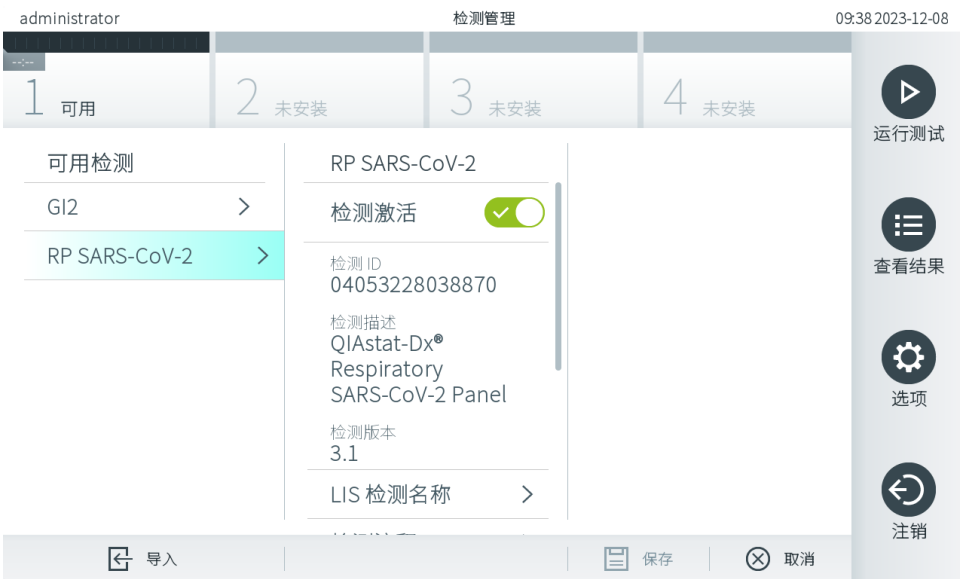 administrator
检测管理
09:38 2023-12-08
--:--
1 可用
2 未安装
3 未安装
4 未安装
运行测试
查看结果
选项
注销
可用检测
GI2
RP SARS-CoV-2
RP SARS-CoV-2
检测激活
检测 ID
04053228038870
检测描述
QIAstat-Dx®
Respiratory
SARS-CoV-2 Panel
检测版本
3.1
LIS 检测名称
导入
保存
取消